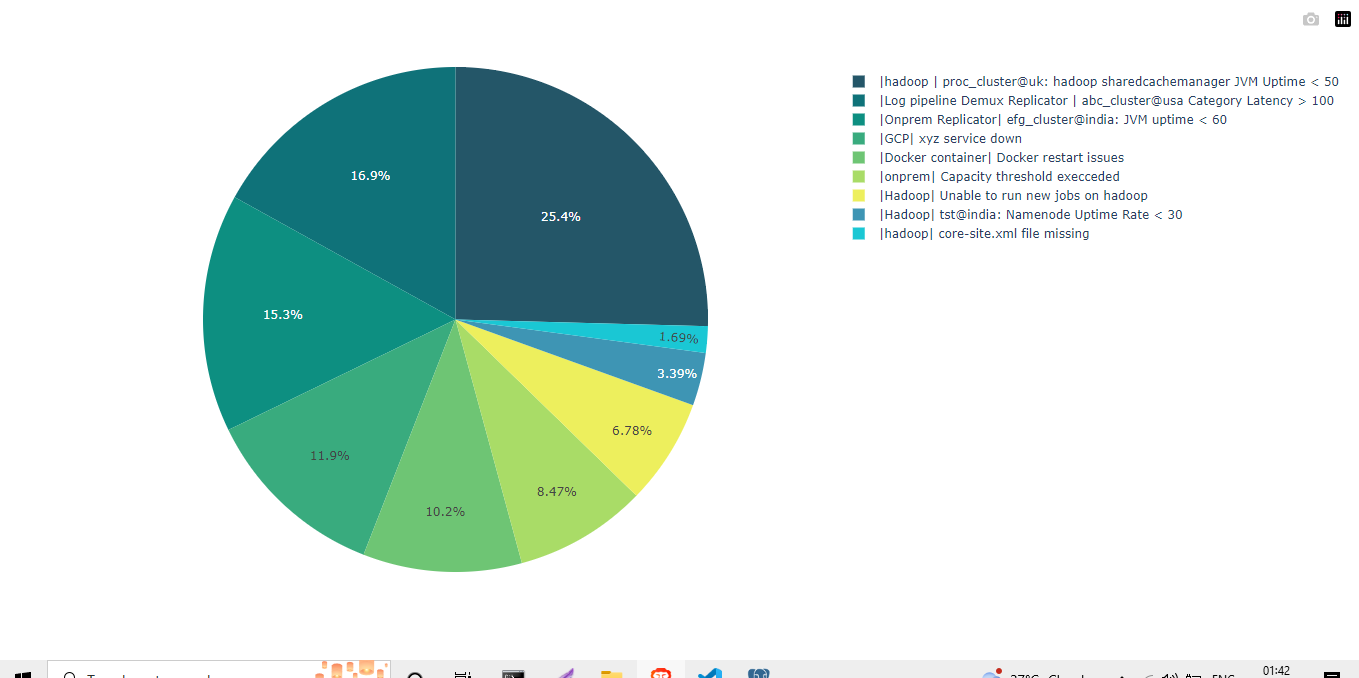 |hadoop | proc_cluster@uk: hadoop sharedcachemanager JVM Uptime < 50
|Log pipeline Demux Replicator | abc_cluster@usa Category Latency > 100
|Onprem Replicator| efg_cluster@india: JVM uptime < 60
|GCP| xyz service down
|Docker container| Docker restart issues
|onprem| Capacity threshold execceded
|Hadoop| Unable to run new jobs on hadoop
|Hadoop| tst@india: Namenode Uptime Rate < 30
|hadoop| core-site.xml file missing
16.9%
25.4%
15.3%
1.69%
3.39%
6.78%
11.9%
8.47%
10.2%
01:42